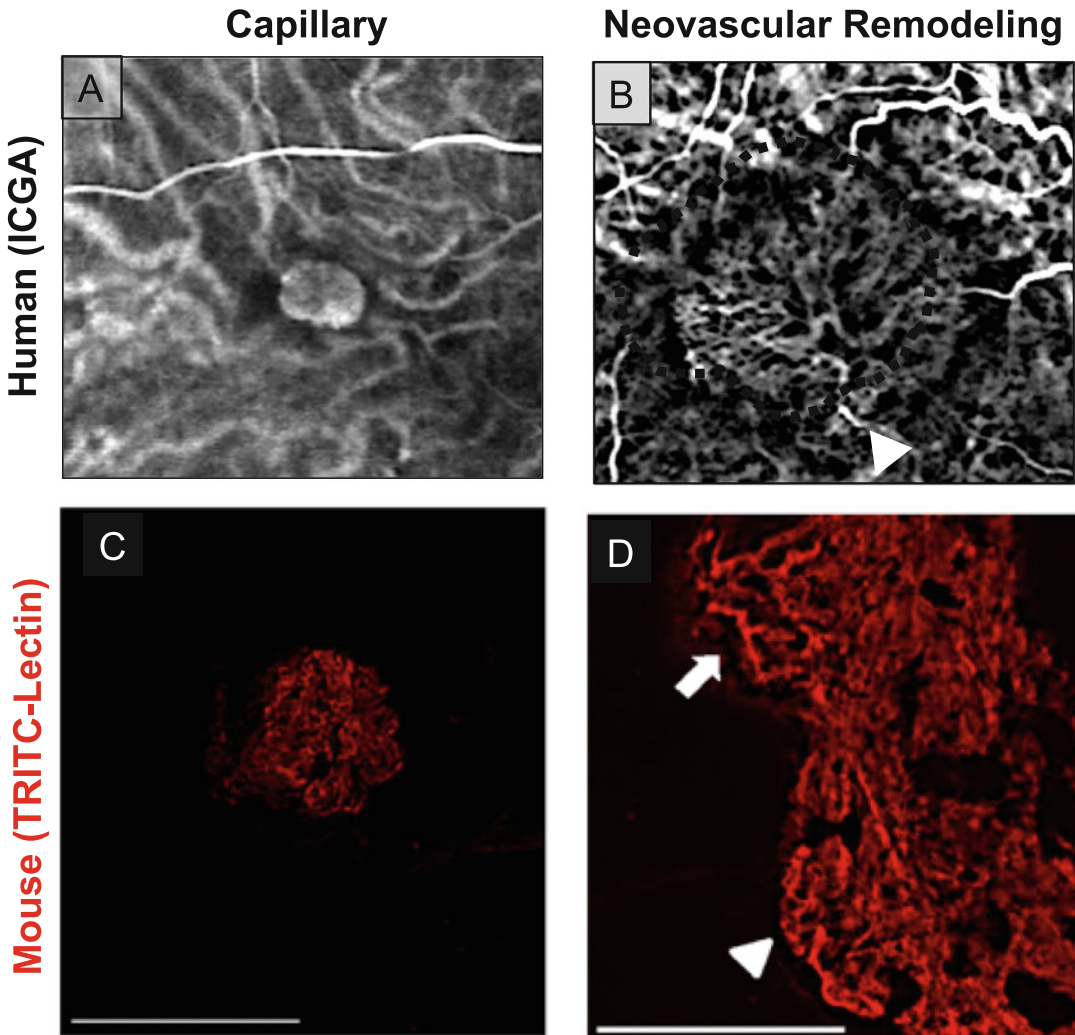 Capillary
Neovascular Remodeling
Human (ICGA)
A
B
Mouse (TRITC-Lectin)
C
D